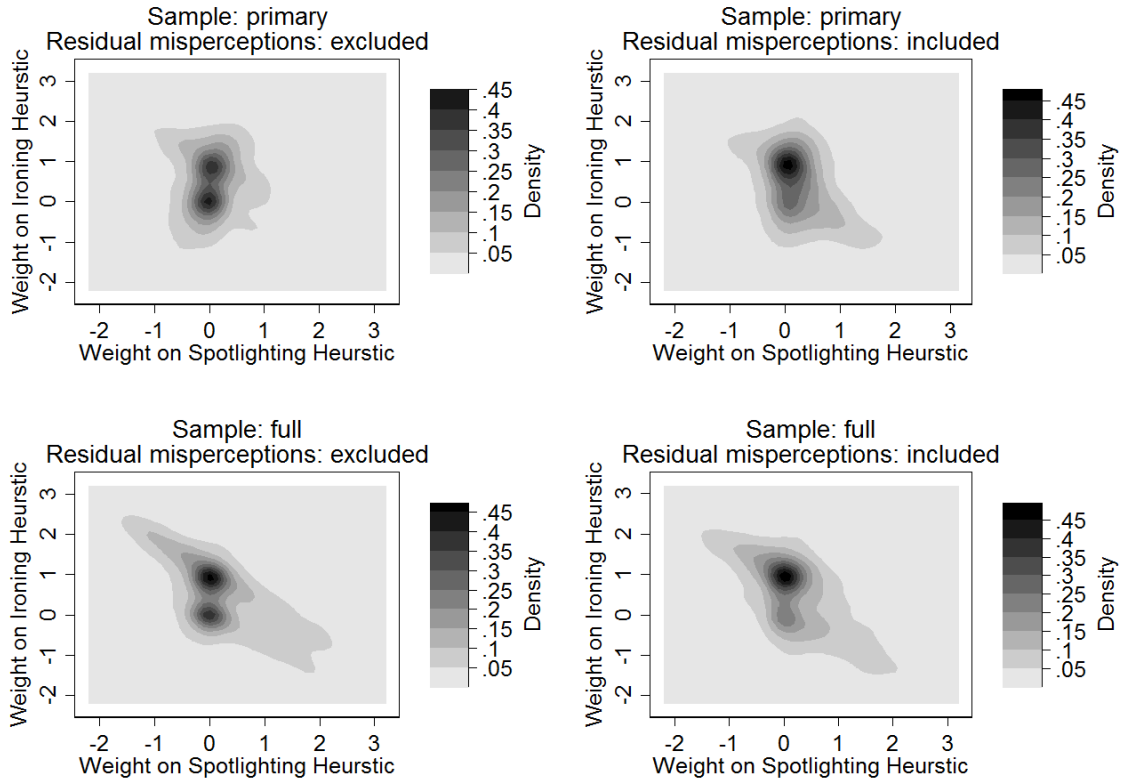 Sample: primary
Residual misperceptions: excluded
Weight on Ironing Heurstic
3
2
1
0
-1
-2
-2 -1 0 1 2 3
Weight on Spotlighting Heurstic
.45
.4
.35
.3
.25
.2
.15
.1
.05
Density
Sample: primary
Residual misperceptions: included
Weight on Ironing Heurstic
3
2
1
0
-1
-2
-2 -1 0 1 2 3
Weight on Spotlighting Heurstic
.45
.4
.35
.3
.25
.2
.15
.1
.05
Density
Sample: full
Residual misperceptions: excluded
Weight on Ironing Heurstic
3
2
1
0
-1
-2
-2 -1 0 1 2 3
Weight on Spotlighting Heurstic
.45
.4
.35
.3
.25
.2
.15
.1
.05
Density
Sample: full
Residual misperceptions: included
Weight on Ironing Heurstic
3
2
1
0
-1
-2
-2 -1 0 1 2 3
Weight on Spotlighting Heurstic
.45
.4
.35
.3
.25
.2
.15
.1
.05
Density